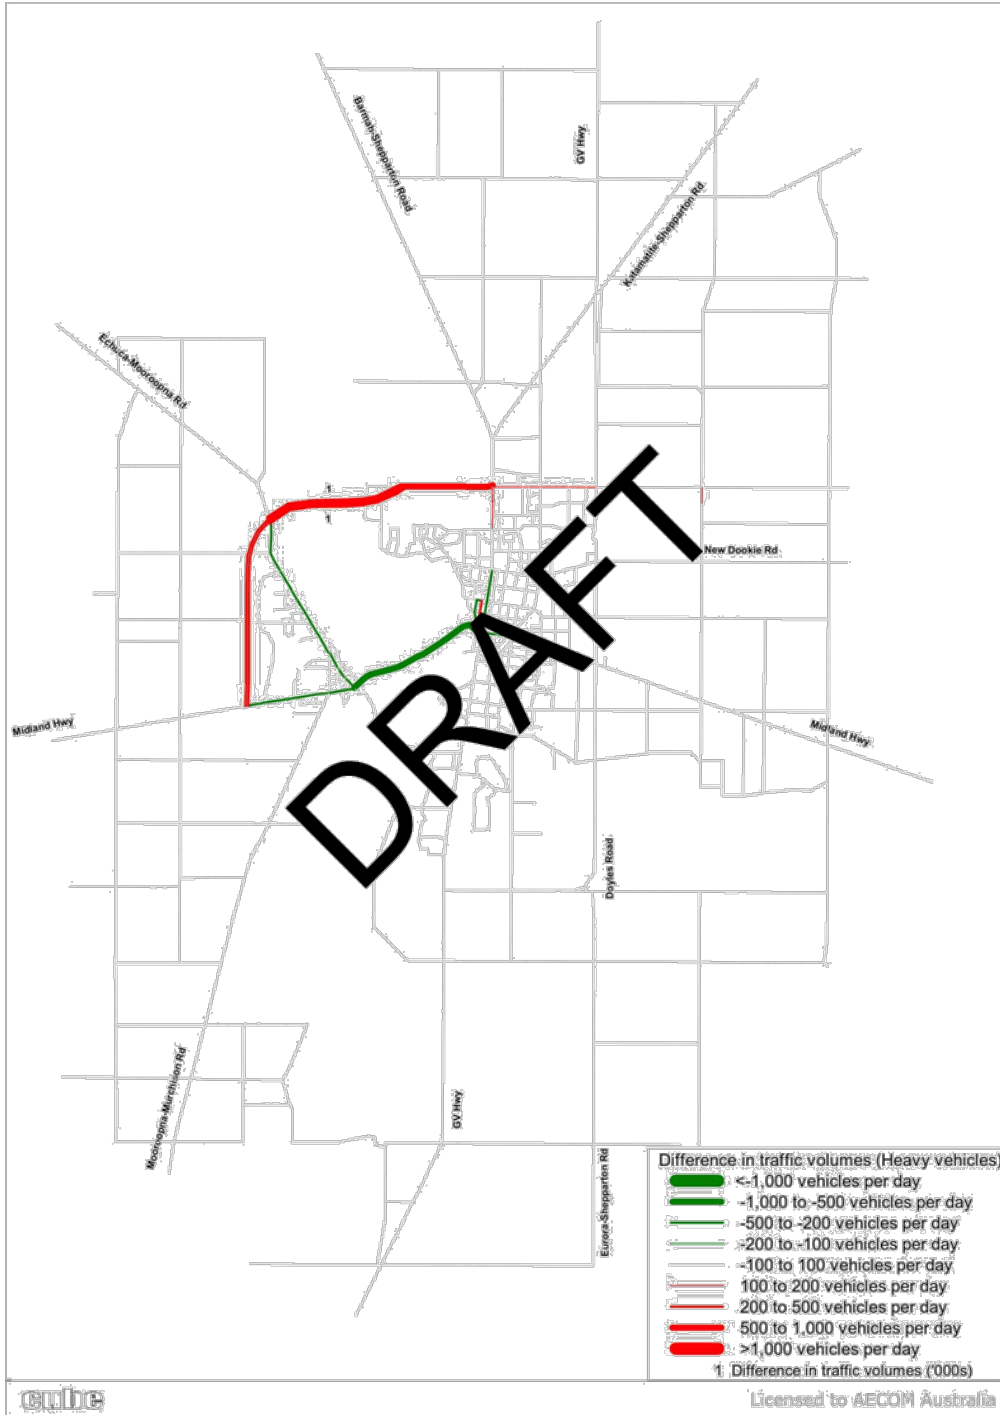 Barmah-Shepparton Road
GV Hwy
Katamatite-Shepparton Rd
Echuca-Mooroopna Rd
1
1
New Dookie Rd
Midland Hwy
Midland Hwy
DRAFT
Doyles Road
Mooroopna-Murchison Rd
GV Hwy
Eurora-Shepparton Rd
Difference in traffic volumes (Heavy vehicles)
<-1,000 vehicles per day
-1,000 to -500 vehicles per day
-500 to -200 vehicles per day
-200 to -100 vehicles per day
-100 to 100 vehicles per day
100 to 200 vehicles per day
200 to 500 vehicles per day
500 to 1,000 vehicles per day
>1,000 vehicles per day
1 Difference in traffic volumes ('000s)
cube
Licensed to AECOM Australia